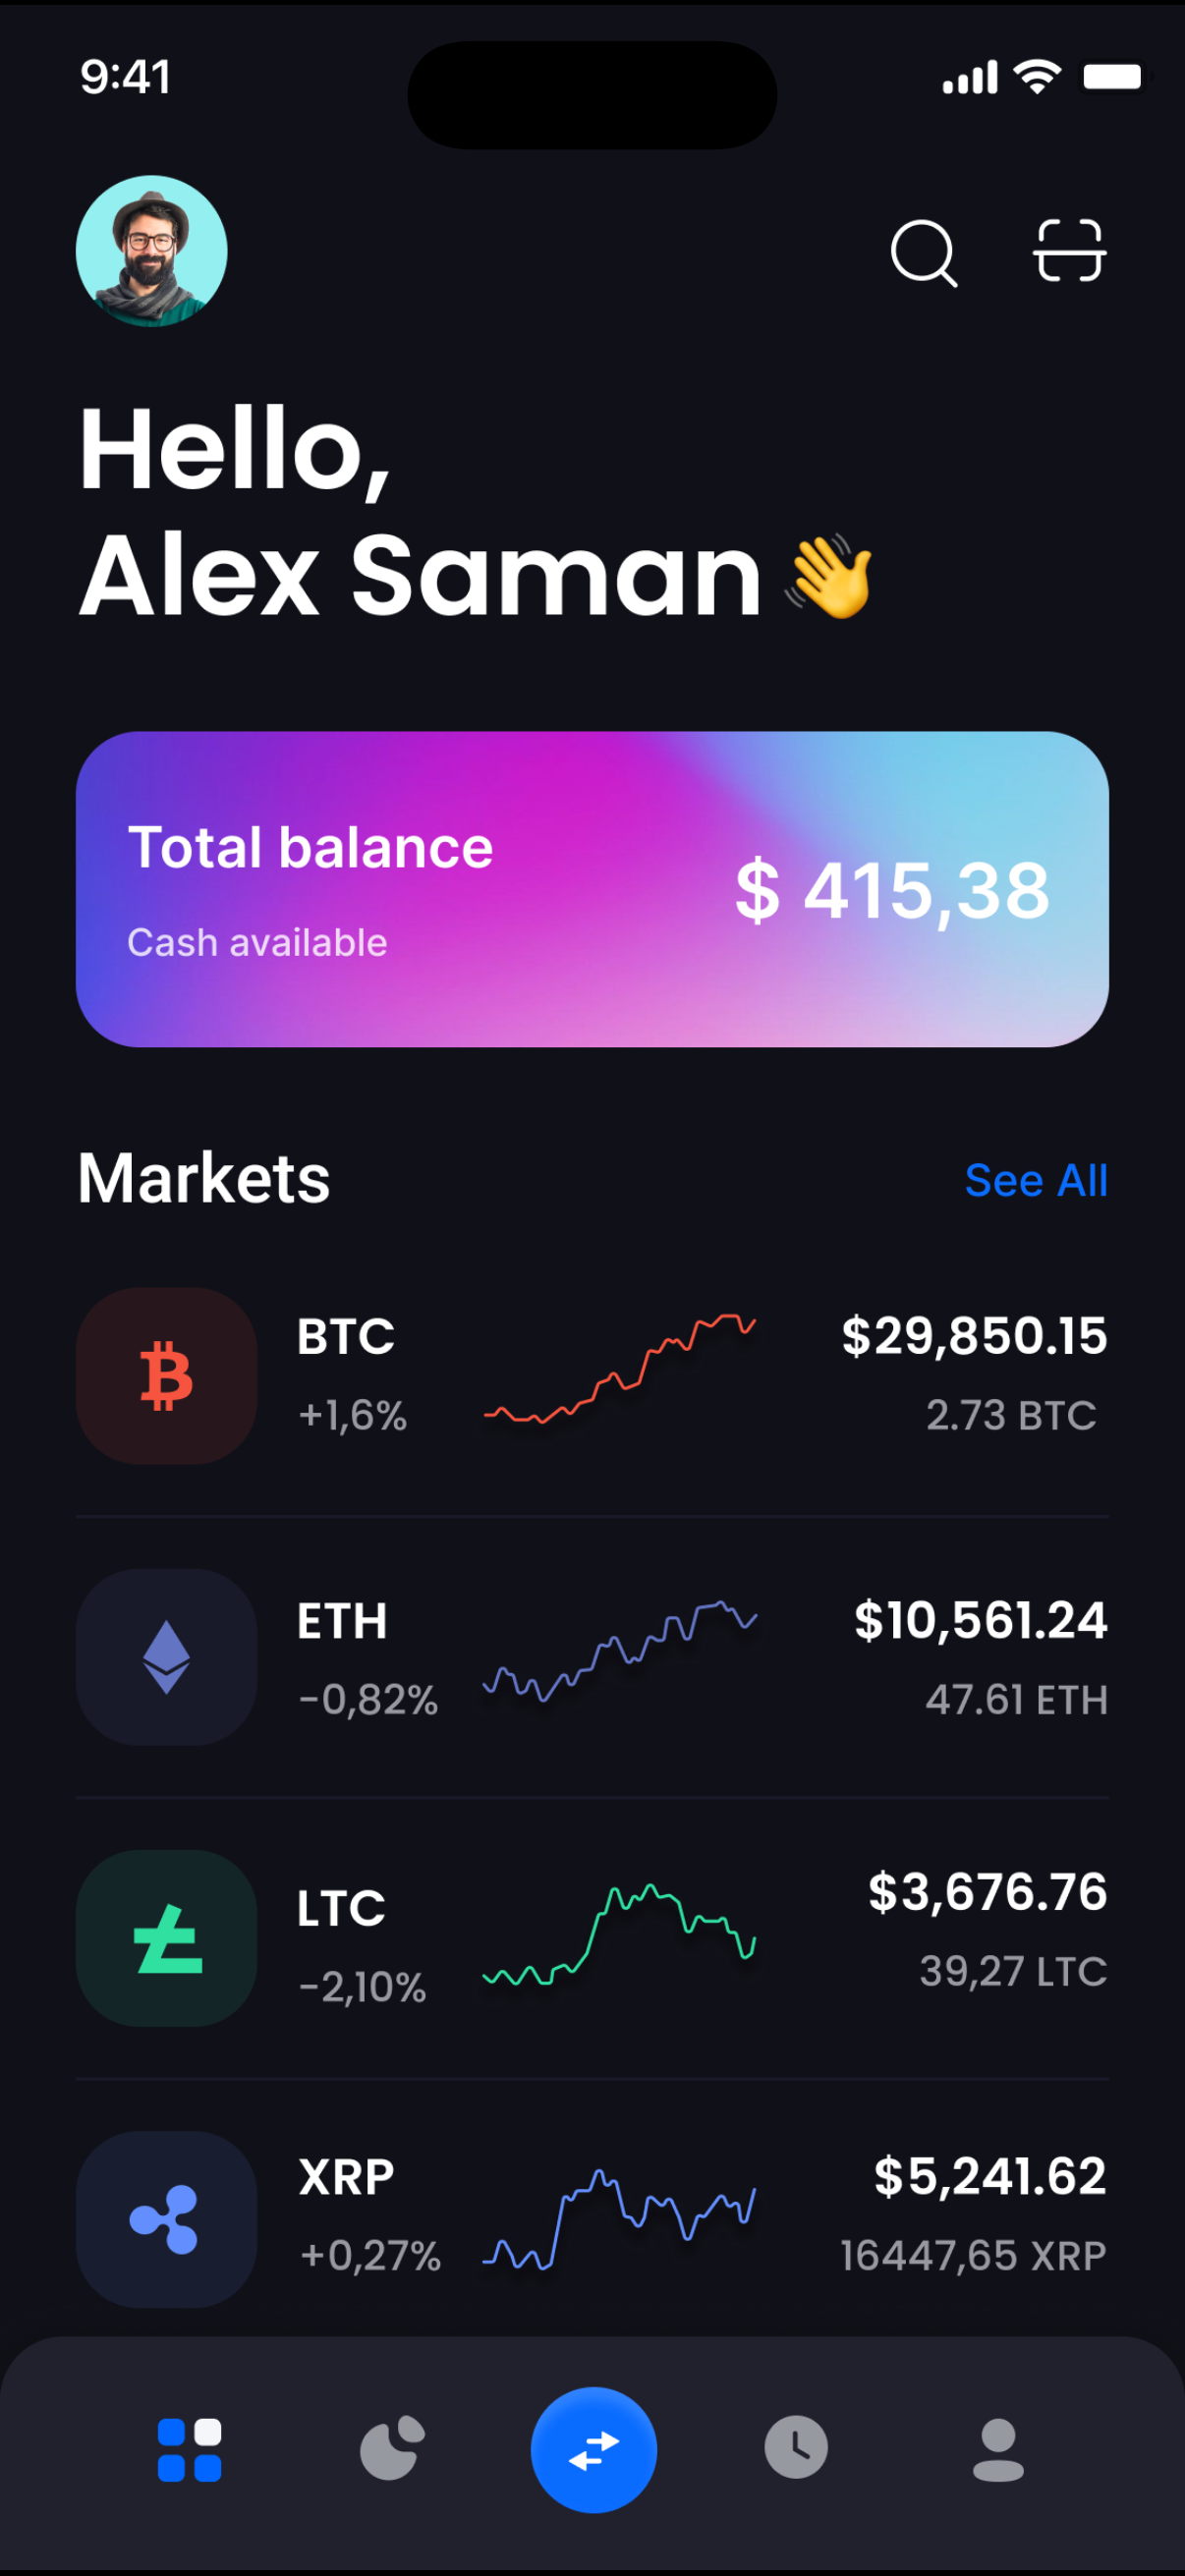 9:41
Hello,
Alex Saman 👋
Total balance
Cash available
$ 415,38
Markets
See All
BTC
+1,6%
$29,850.15
2.73 BTC
ETH
-0,82%
$10,561.24
47.61 ETH
LTC
-2,10%
$3,676.76
39,27 LTC
XRP
+0,27%
$5,241.62
16447,65 XRP